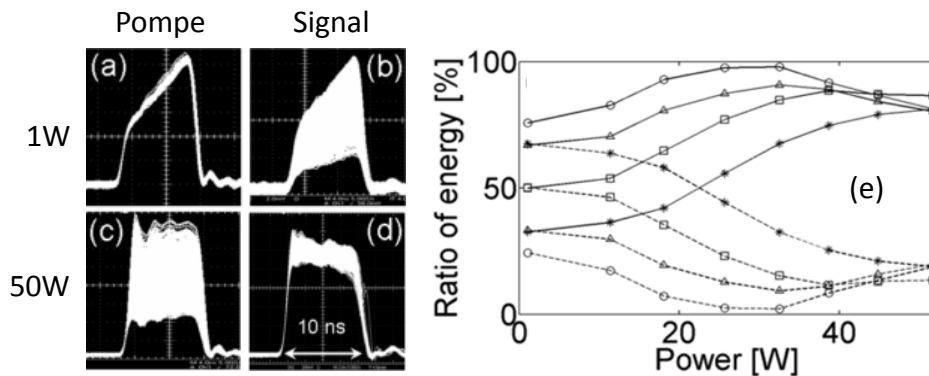 Pompe Signal
1W
(a)
(b)
50W
(c)
(d)
10 ns
Ratio of energy [%]
100
50
0
(e)
0 20 40
Power [W]